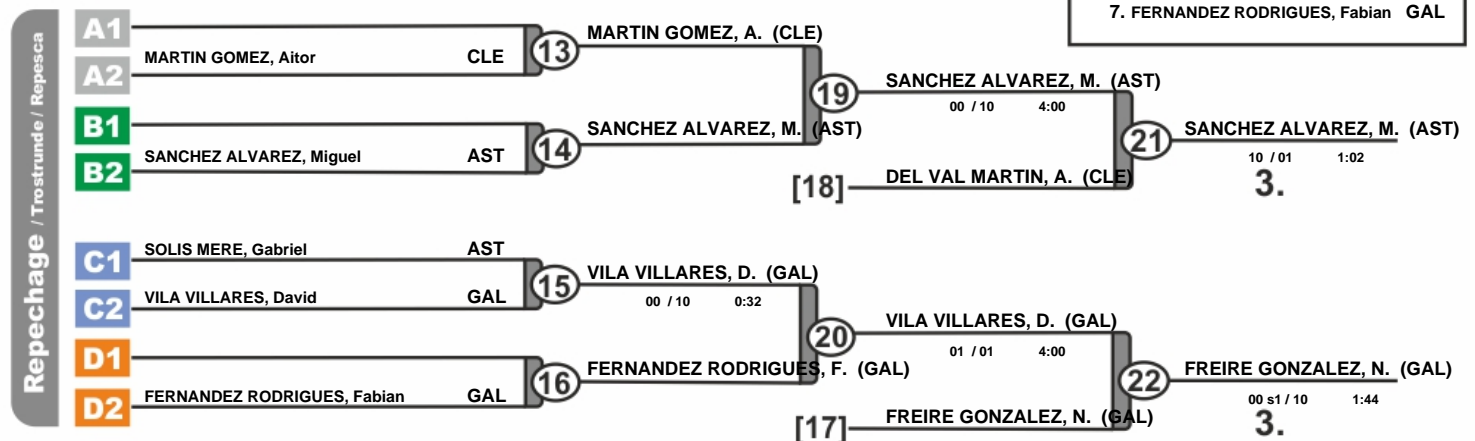 7. FERNANDEZ RODRIGUES, Fabian GAL
Repechage / Trostrunde / Repesca
A1
MARTIN GOMEZ, Aitor CLE
A2
13
MARTIN GOMEZ, A. (CLE)
B1
SANCHEZ ALVAREZ, Miguel AST
B2
14
SANCHEZ ALVAREZ, M. (AST)
19
SANCHEZ ALVAREZ, M. (AST)
00 / 10 4:00
[18] DEL VAL MARTIN, A. (CLE)
21
SANCHEZ ALVAREZ, M. (AST)
10 / 01 1:02
3.
C1
SOLIS MERE, Gabriel AST
C2
VILA VILLARES, David GAL
15
VILA VILLARES, D. (GAL)
00 / 10 0:32
D1
D2
FERNANDEZ RODRIGUES, Fabian GAL
16
FERNANDEZ RODRIGUES, F. (GAL)
20
VILA VILLARES, D. (GAL)
01 / 01 4:00
[17] FREIRE GONZALEZ, N. (GAL)
22
FREIRE GONZALEZ, N. (GAL)
00 s1 / 10 1:44
3.